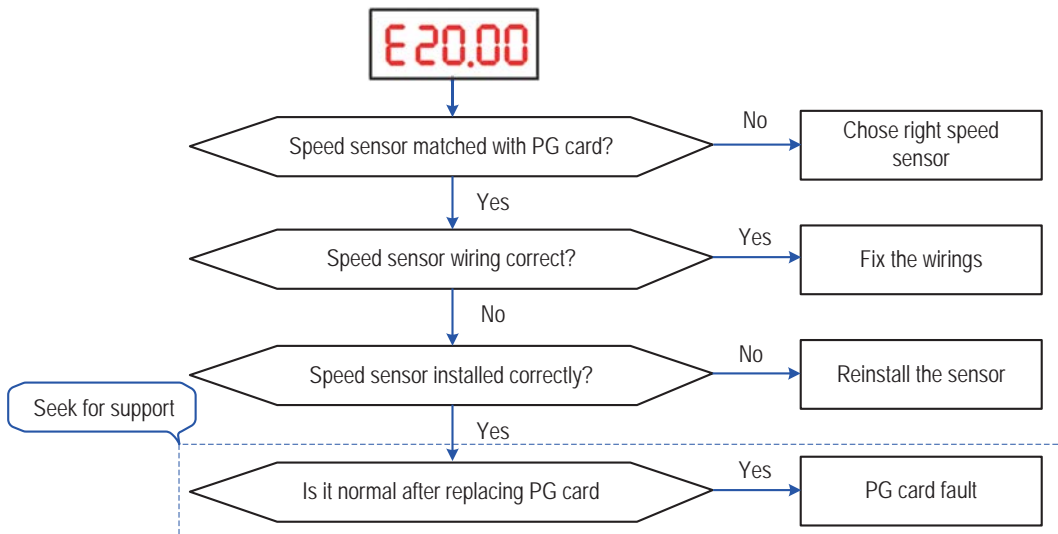 E20.00
Speed sensor matched with PG card?
No
Chose right speed
sensor
Yes
Speed sensor wiring correct?
Yes
Fix the wirings
No
Speed sensor installed correctly?
No
Reinstall the sensor
Seek for support
Yes
Is it normal after replacing PG card
Yes
PG card fault